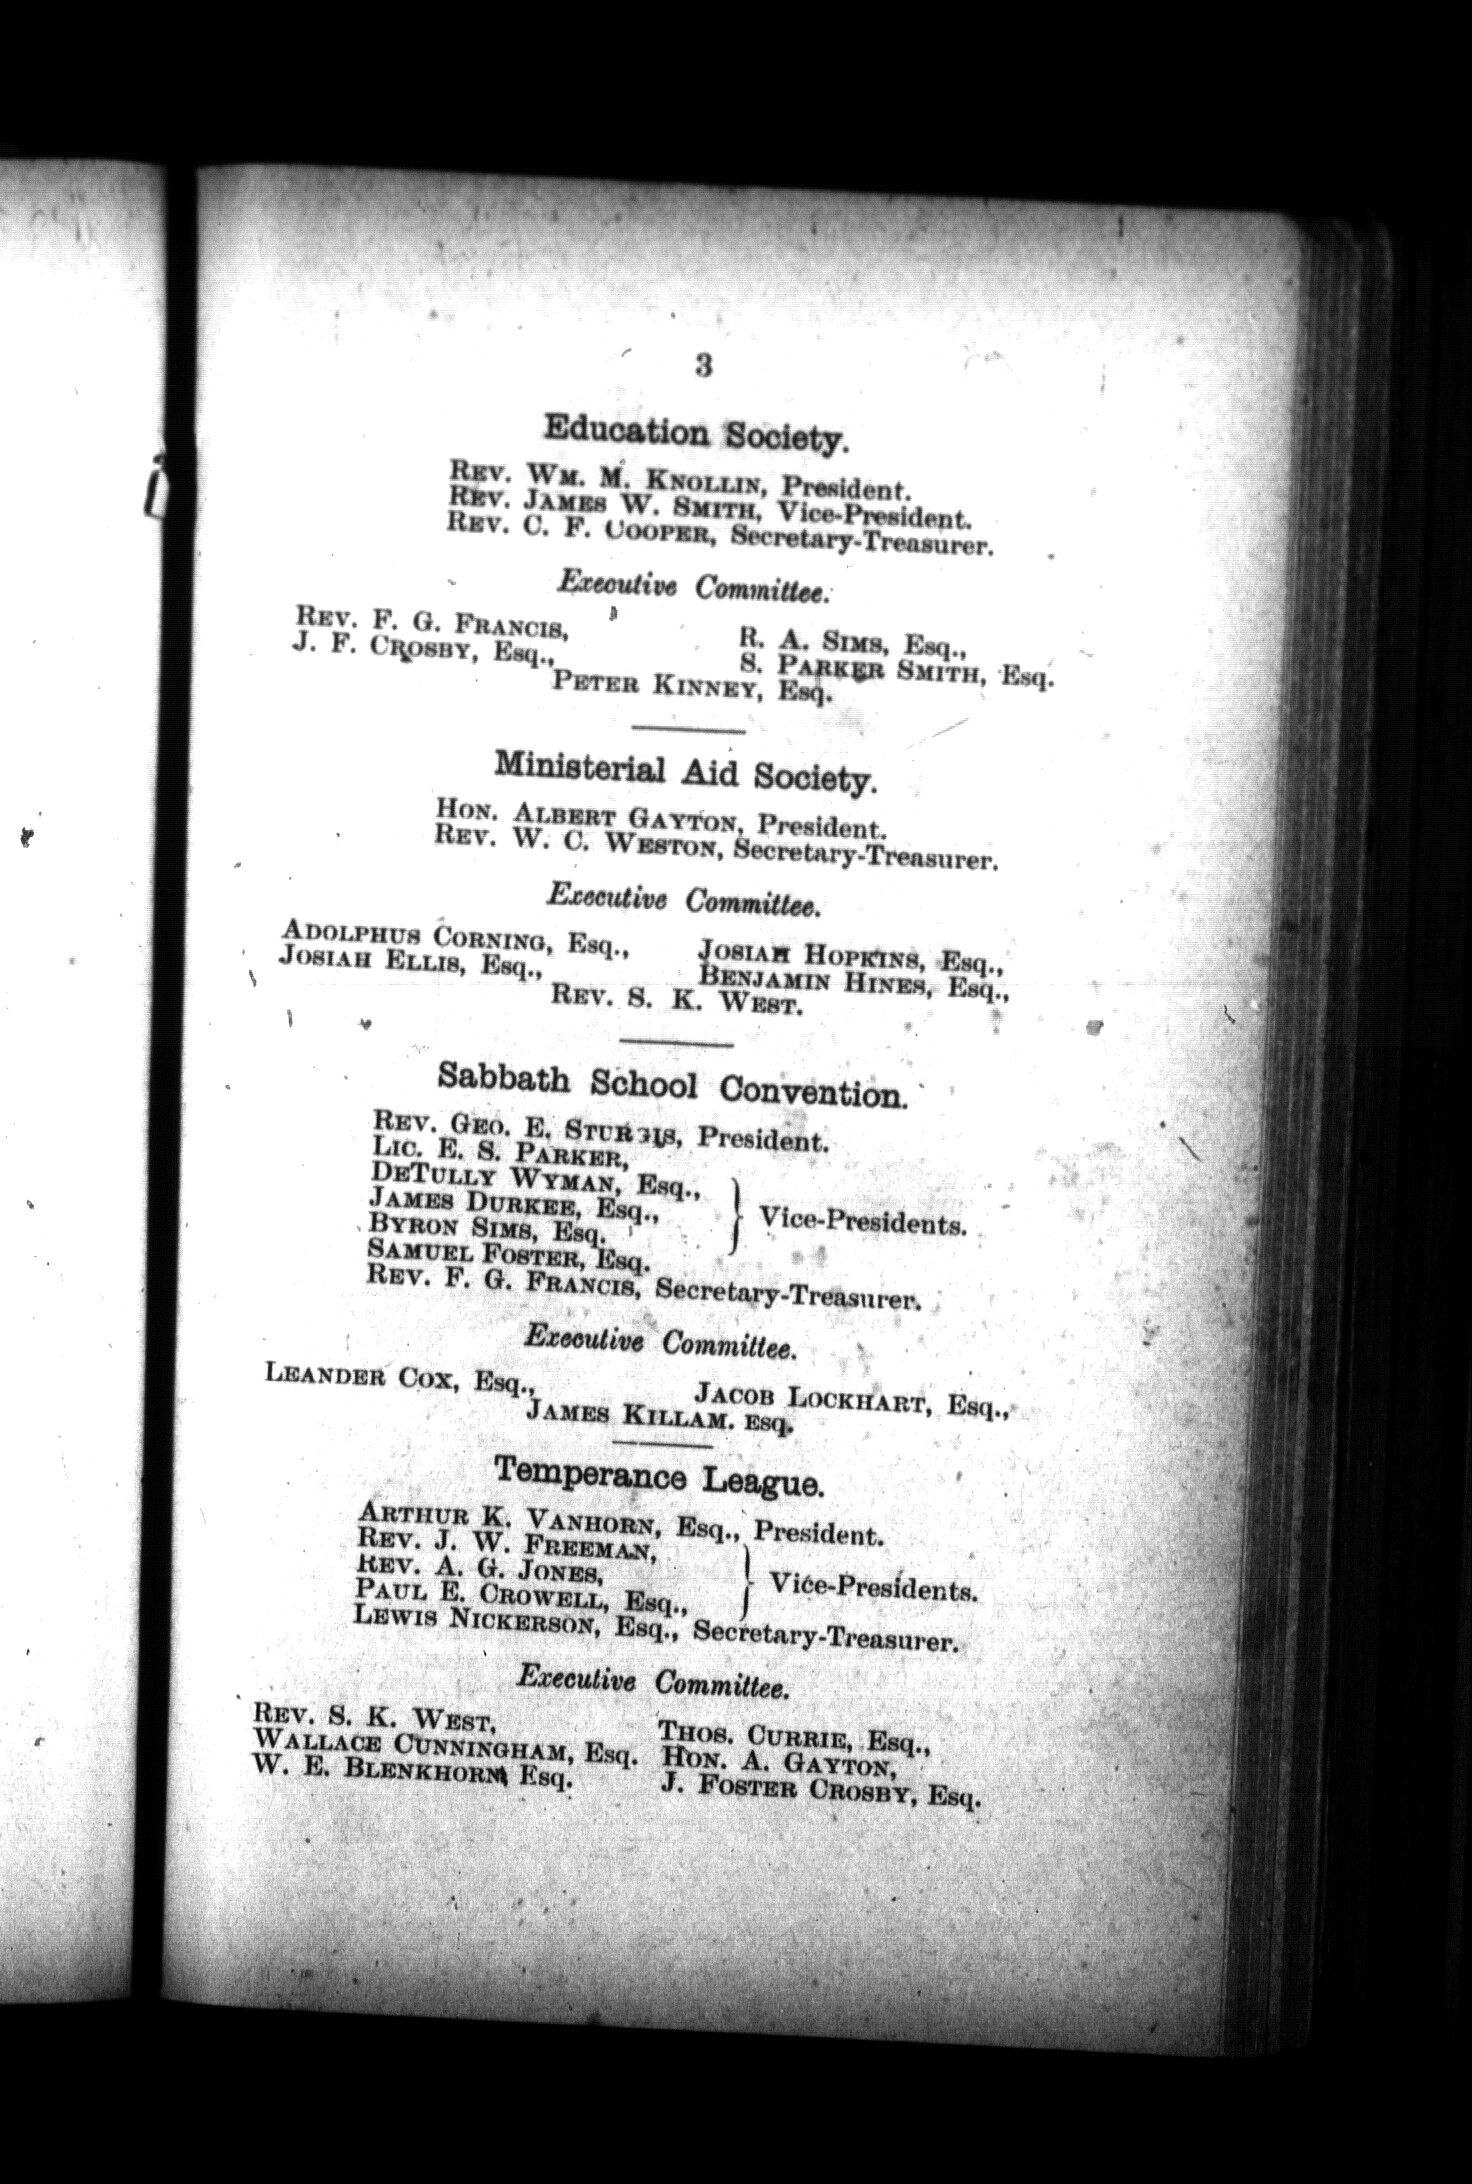 3
Education Society.
REV. WM. M. KNOLLIN, President.
REV. JAMES W. SMITH, Vice-President.
REV. C. F. COOPER, Secretary-Treasurer.
Executive Committee.
REV. F. G. FRANCIS, R. A. SIMS, Esq.,
J. F. CROSBY, Esq., S. PARKER SMITH, Esq.
PETER KINNEY, Esq.
Ministerial Aid Society.
HON. ALBERT GAYTON, President.
REV. W. C. WESTON, Secretary-Treasurer.
Executive Committee.
ADOLPHUS CORNING, Esq., JOSIAH HOPKINS, Esq.,
JOSIAH ELLIS, Esq., BENJAMIN HINES, Esq.,
REV. S. K. WEST.
Sabbath School Convention.
REV. GEO. E. STURGIS, President.
LIC. E. S. PARKER,
DETULLY WYMAN, Esq.,
JAMES DURKEE, Esq., } Vice-Presidents.
BYRON SIMS, Esq.
SAMUEL FOSTER, Esq.
REV. F. G. FRANCIS, Secretary-Treasurer.
Executive Committee.
LEANDER COX, Esq., JACOB LOCKHART, Esq.,
JAMES KILLAM. Esq.
Temperance League.
ARTHUR K. VANHORN, Esq., President.
REV. J. W. FREEMAN,
REV. A. G. JONES, } Vice-Presidents.
PAUL E. CROWELL, Esq.,
LEWIS NICKERSON, Esq., Secretary-Treasurer.
Executive Committee.
REV. S. K. WEST, THOS. CURRIE, Esq.,
WALLACE CUNNINGHAM, Esq. HON. A. GAYTON,
W. E. BLENKHORN, Esq. J. FOSTER CROSBY, Esq.